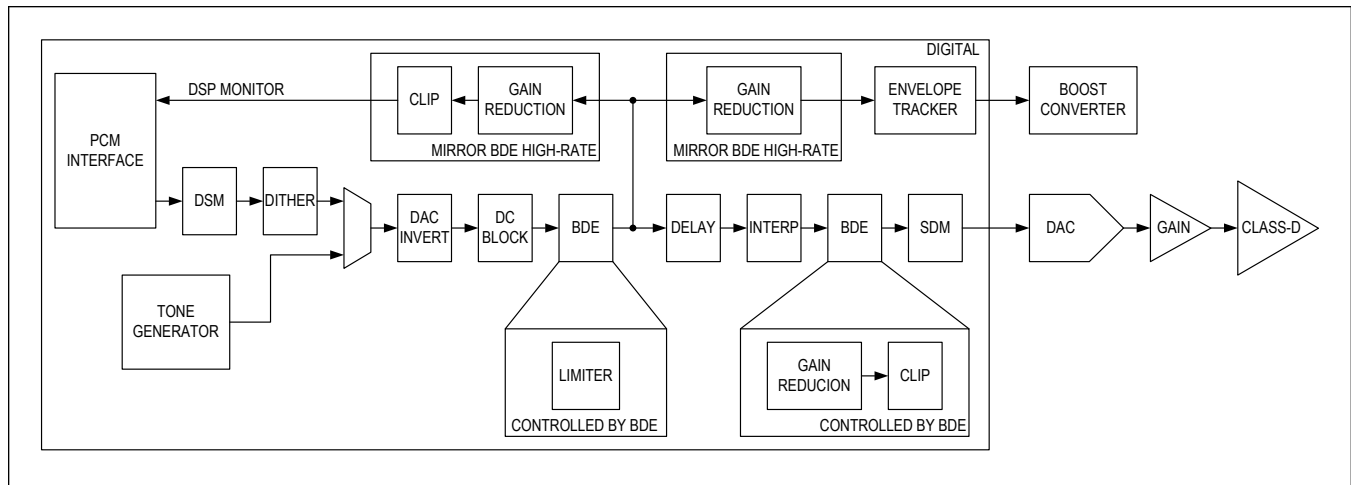 DIGITAL
PCM
INTERFACE
DSP MONITOR
CLIP
GAIN
REDUCTION
MIRROR BDE HIGH-RATE
GAIN
REDUCTION
MIRROR BDE HIGH-RATE
ENVELOPE
TRACKER
BOOST
CONVERTER
DSM
DITHER
DAC
INVERT
DC
BLOCK
BDE
DELAY
INTERP
BDE
SDM
DAC
GAIN
CLASS-D
TONE
GENERATOR
LIMITER
CONTROLLED BY BDE
GAIN
REDUCION
CLIP
CONTROLLED BY BDE